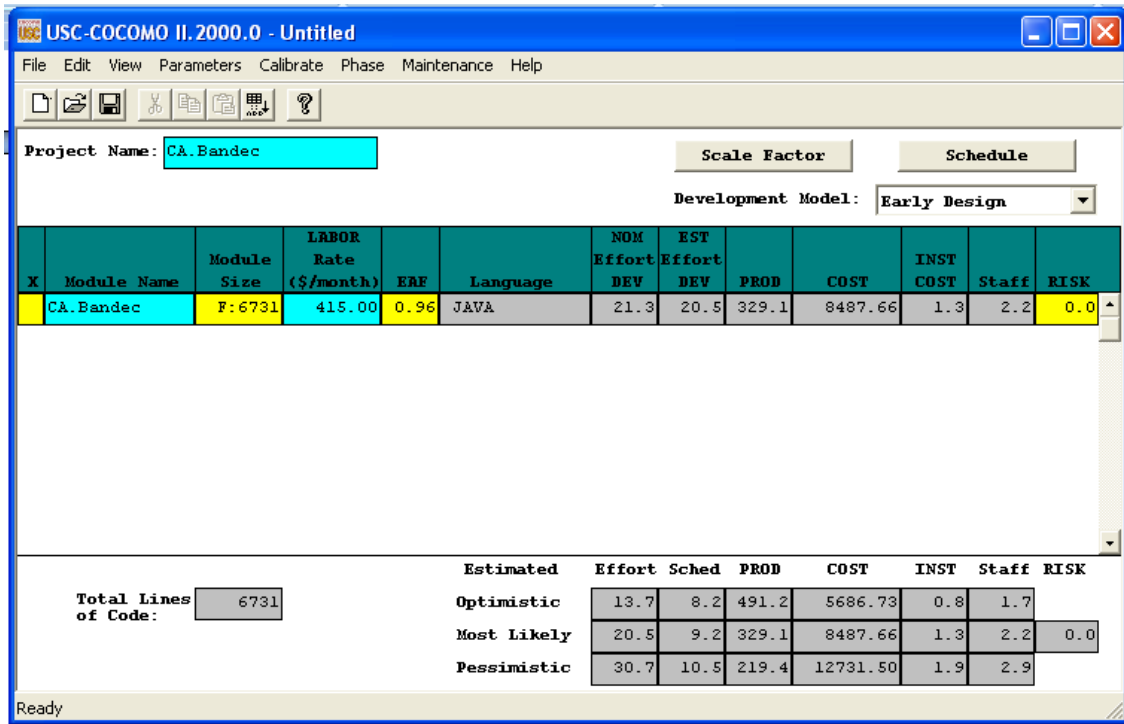 USC-COCOMO II.2000.0 - Untitled
File Edit View Parameters Calibrate Phase Maintenance Help
Project Name: CA.Bandec
Scale Factor
Schedule
Development Model: Early Design
X Module Name Module Size LABOR Rate ($/month) EAF Language NOM Effort DEV EST Effort DEV PROD COST INST COST Staff RISK
CA.Bandec F:6731 415.00 0.96 JAVA 21.3 20.5 329.1 8487.66 1.3 2.2 0.0
Estimated Effort Sched PROD COST INST Staff RISK
Total Lines of Code: 6731
Optimistic 13.7 8.2 491.2 5686.73 0.8 1.7
Most Likely 20.5 9.2 329.1 8487.66 1.3 2.2 0.0
Pessimistic 30.7 10.5 219.4 12731.50 1.9 2.9
Ready